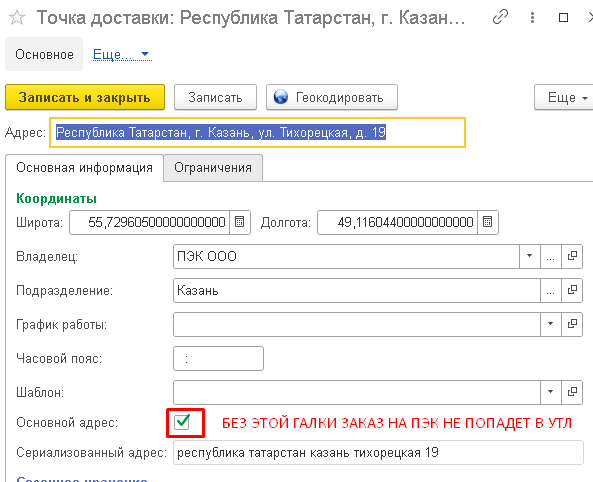 Точка доставки: Республика Татарстан, г. Казан...
Основное Еще...
Записать и закрыть Записать Геокодировать Еще
Адрес: Республика Татарстан, г. Казань, ул. Тихорецкая, д. 19
Основная информация Ограничения
Координаты
Широта: 55,72960500000000000 Долгота: 49,11604400000000000
Владелец: ПЭК ООО ...
Подразделение: Казань ...
График работы:
Часовой пояс: :
Шаблон:
Основной адрес: БЕЗ ЭТОЙ ГАЛКИ ЗАКАЗ НА ПЭК НЕ ПОПАДЕТ В УТЛ
Сериализованный адрес: республика татарстан казань тихорецкая 19